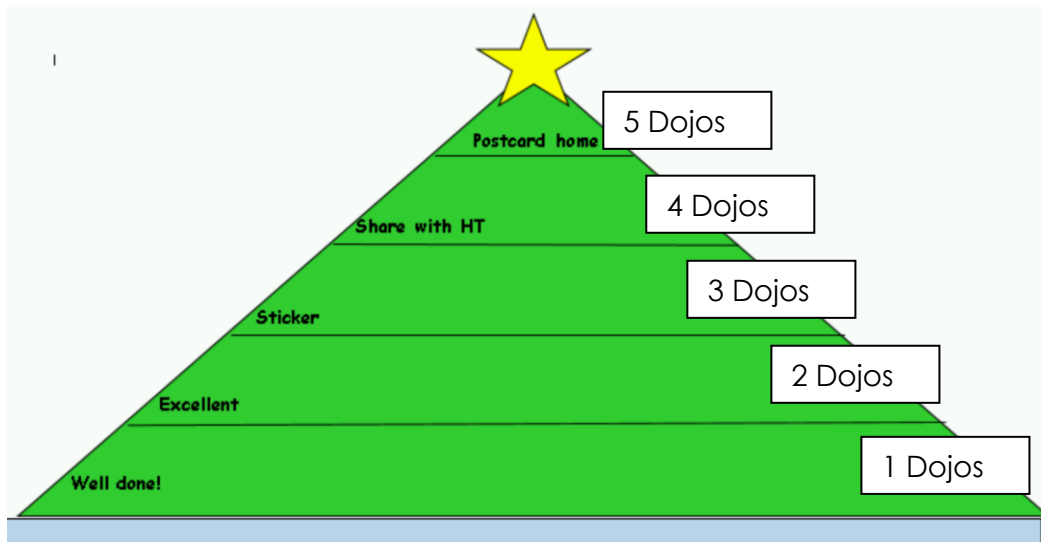 5 Dojos
Postcard home
4 Dojos
Share with HT
3 Dojos
Sticker
2 Dojos
Excellent
1 Dojos
Well done!